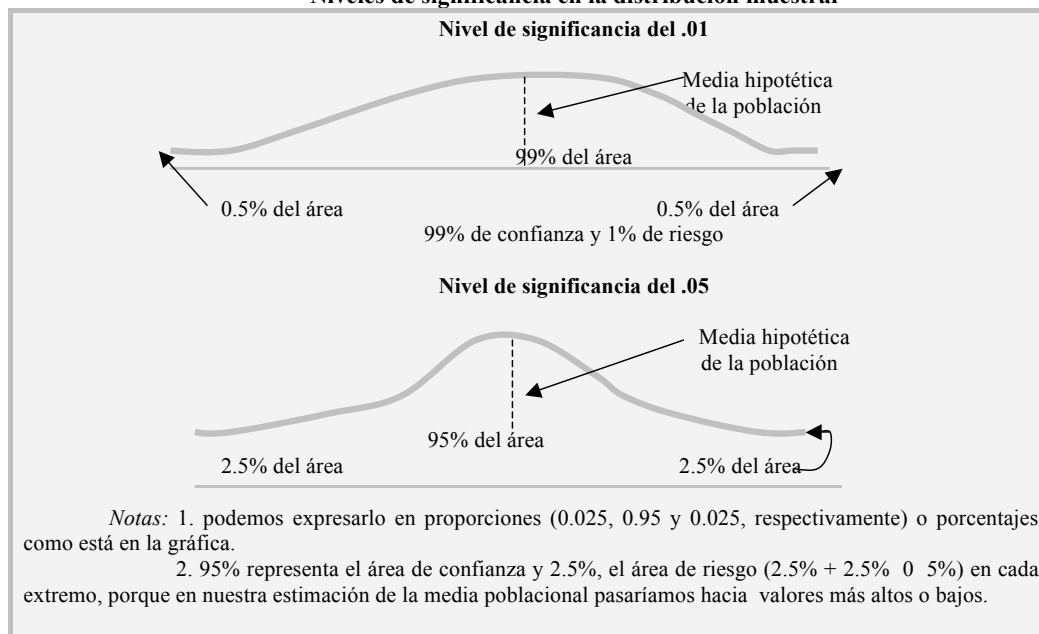 Niveles de significancia en la distribución muestral
Nivel de significancia del .01
Media hipotética
de la población
99% del área
0.5% del área
0.5% del área
99% de confianza y 1% de riesgo
Nivel de significancia del .05
Media hipotética
de la población
95% del área
2.5% del área
2.5% del área
Notas: 1. podemos expresarlo en proporciones (0.025, 0.95 y 0.025, respectivamente) o porcentajes
como está en la gráfica.
2. 95% representa el área de confianza y 2.5%, el área de riesgo (2.5% + 2.5% 0 5%) en cada
extremo, porque en nuestra estimación de la media poblacional pasaríamos hacia valores más altos o bajos.